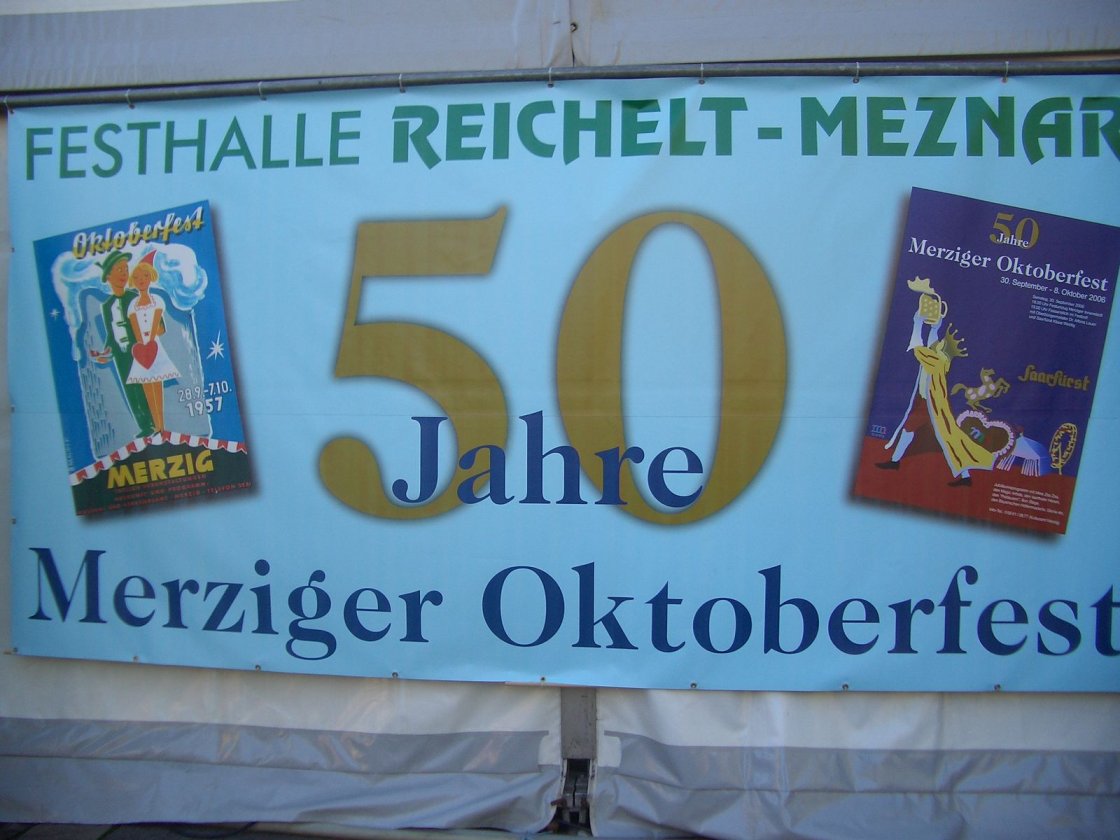 FESTHALLE REICHELT-MEZNAR
Oktoberfest
28.9.-7.10.
1957
MERZIG
50
Jahre
50
Jahre
Merziger Oktoberfest
30. September - 8. Oktober 2006
Saarfürst
Merziger Oktoberfest